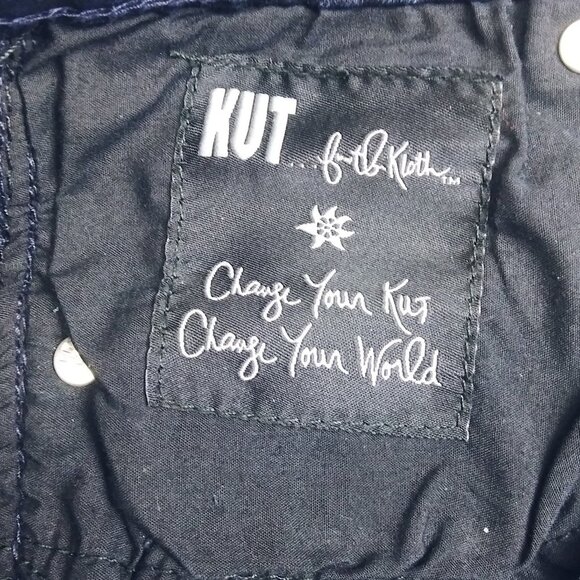 KUT.... from the Kloth™
Change Your KUT
Change Your World